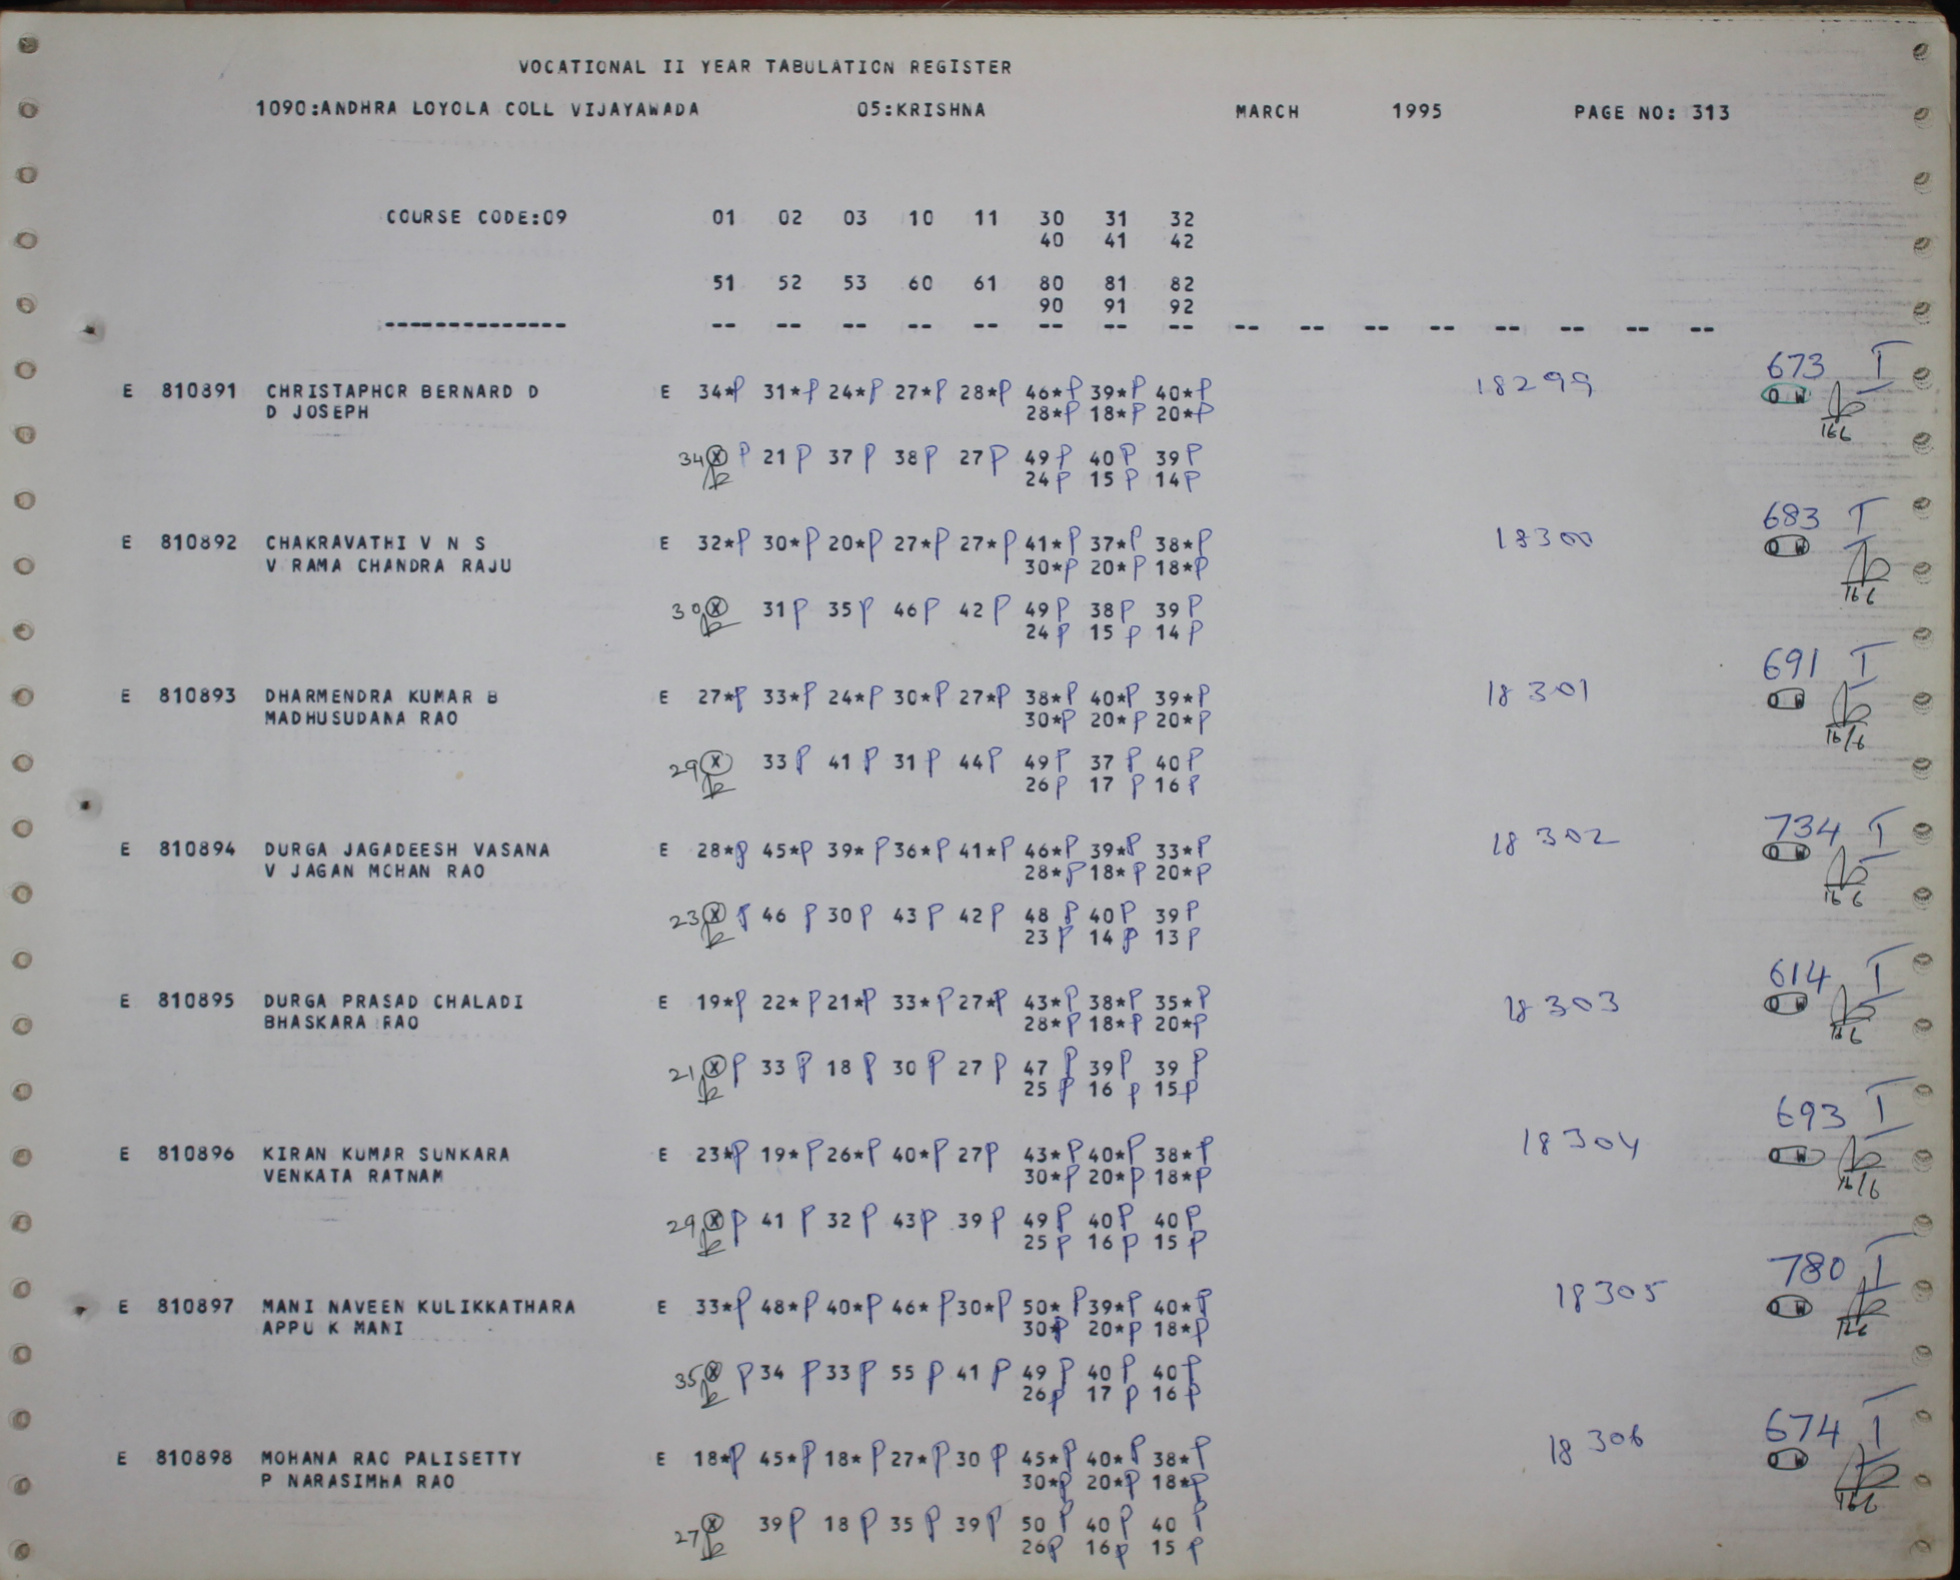 VOCATIONAL II YEAR TABULATION REGISTER
1090:ANDHRA LOYOLA COLL VIJAYAWADA 05:KRISHNA MARCH 1995 PAGE NO: 313
COURSE CODE:09 01 02 03 10 11 30 31 32
40 41 42
51 52 53 60 61 80 81 82
90 91 92
-------------- -- -- -- -- -- -- -- -- -- -- -- -- -- -- -- --
673 I
E 810891 CHRISTAPHOR BERNARD D E 34*P 31*P 24*P 27*P 28*P 46*P 39*P 40*P 18299 O W
D JOSEPH 28*P 18*P 20*P
166
34 X P 21 P 37 P 38 P 27 P 49 P 40 P 39 P
24 P 15 P 14 P
683 I
E 810892 CHAKRAVATHI V N S E 32*P 30*P 20*P 27*P 27*P 41*P 37*P 38*P 18300 O W
V RAMA CHANDRA RAJU 30*P 20*P 18*P
166
30 X 31 P 35 P 46 P 42 P 49 P 38 P 39 P
24 P 15 P 14 P
691 I
E 810893 DHARMENDRA KUMAR B E 27*P 33*P 24*P 30*P 27*P 38*P 40*P 39*P 18301 O W
MADHUSUDANA RAO 30*P 20*P 20*P
16/6
29 X 33 P 41 P 31 P 44 P 49 P 37 P 40 P
26 P 17 P 16 P
734 I
E 810894 DURGA JAGADEESH VASANA E 28*P 45*P 39*P 36*P 41*P 46*P 39*P 33*P 18302 O W
V JAGAN MOHAN RAO 28*P 18*P 20*P
166
23 X P 46 P 30 P 43 P 42 P 48 P 40 P 39 P
23 P 14 P 13 P
614 I
E 810895 DURGA PRASAD CHALADI E 19*P 22*P 21*P 33*P 27*P 43*P 38*P 35*P 18303 O W
BHASKARA RAO 28*P 18*P 20*P
166
21 X P 33 P 18 P 30 P 27 P 47 P 39 P 39 P
25 P 16 P 15 P
693 I
E 810896 KIRAN KUMAR SUNKARA E 23*P 19*P 26*P 40*P 27P 43*P 40*P 38*P 18304 O W
VENKATA RATNAM 30*P 20*P 18*P
16/6
29 X P 41 P 32 P 43 P 39 P 49 P 40 P 40 P
25 P 16 P 15 P
780 I
E 810897 MANI NAVEEN KULIKKATHARA E 33*P 48*P 40*P 46*P 30*P 50*P 39*P 40*P 18305 O W
APPU K MANI 30*P 20*P 18*P
166
35 X P 34 P 33 P 55 P 41 P 49 P 40 P 40 P
26 P 17 P 16 P
674 I
E 810898 MOHANA RAO PALISETTY E 18*P 45*P 18*P 27*P 30 P 45*P 40*P 38*P 18306 O W
P NARASIMHA RAO 30*P 20*P 18*P
166
27 X 39 P 18 P 35 P 39 P 50 P 40 P 40 P
26 P 16 P 15 P